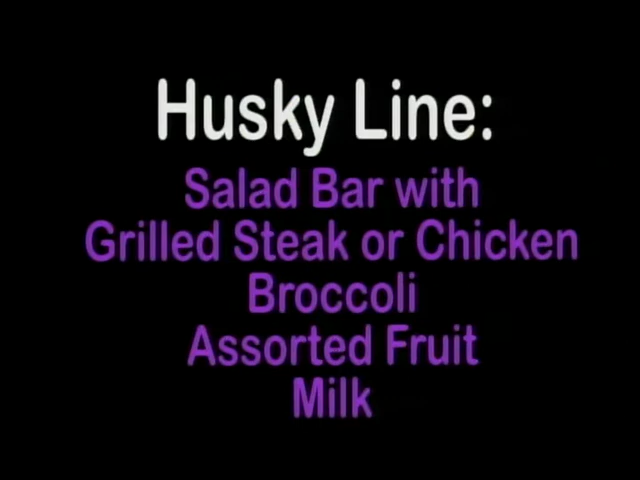 Husky Line:
Salad Bar with
Grilled Steak or Chicken
Broccoli
Assorted Fruit
Milk